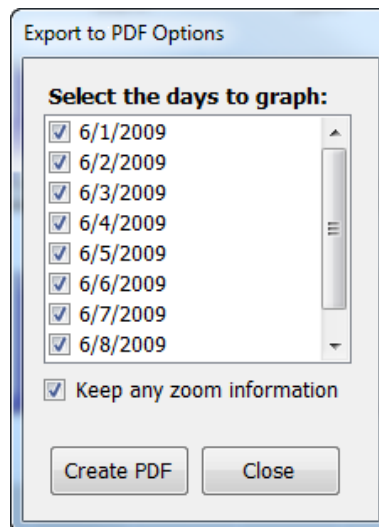 Export to PDF Options
Select the days to graph:
6/1/2009
6/2/2009
6/3/2009
6/4/2009
6/5/2009
6/6/2009
6/7/2009
6/8/2009
Keep any zoom information
Create PDF Close